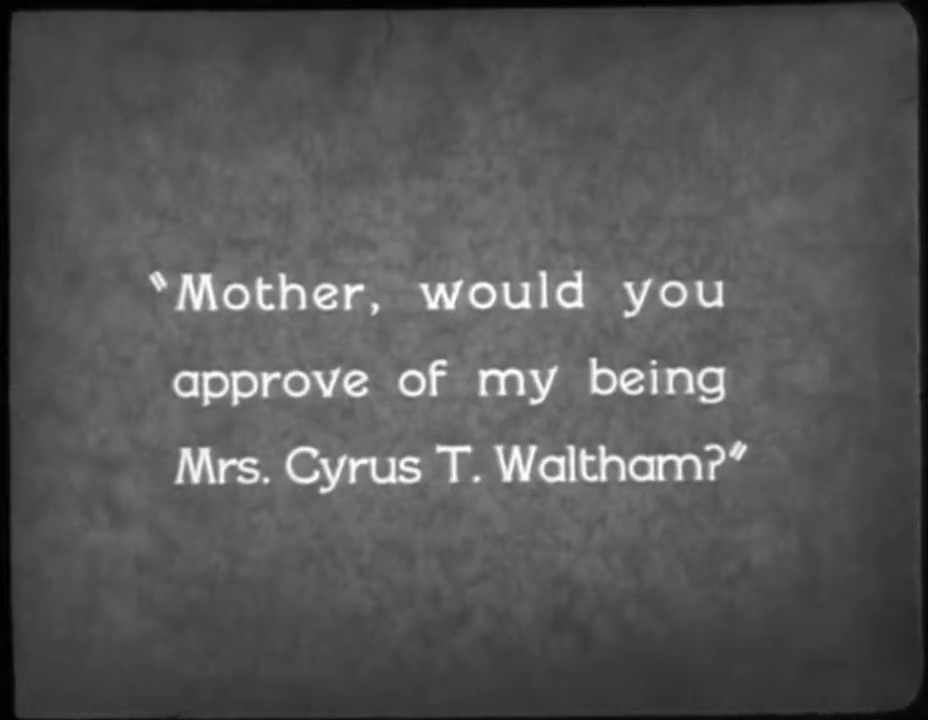 "Mother, would you
approve of my being
Mrs. Cyrus T. Waltham?"